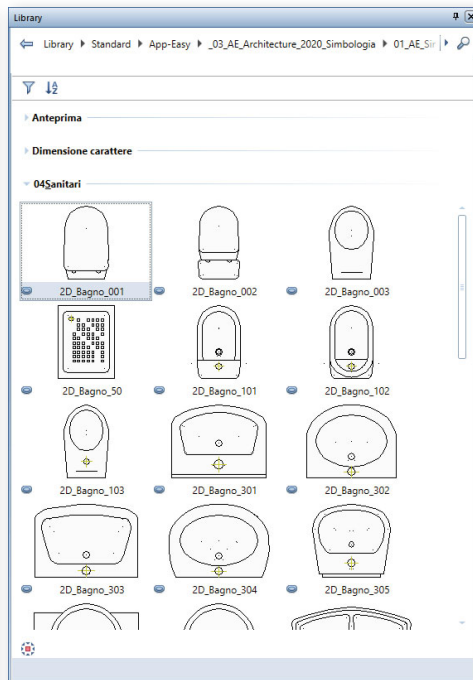 Library
Library Standard App-Easy _03_AE_Architecture_2020_Simbologia 01_AE_Sir
Anteprima
Dimensione carattere
04Sanitari
2D_Bagno_001 2D_Bagno_002 2D_Bagno_003
2D_Bagno_50 2D_Bagno_101 2D_Bagno_102
2D_Bagno_103 2D_Bagno_301 2D_Bagno_302
2D_Bagno_303 2D_Bagno_304 2D_Bagno_305